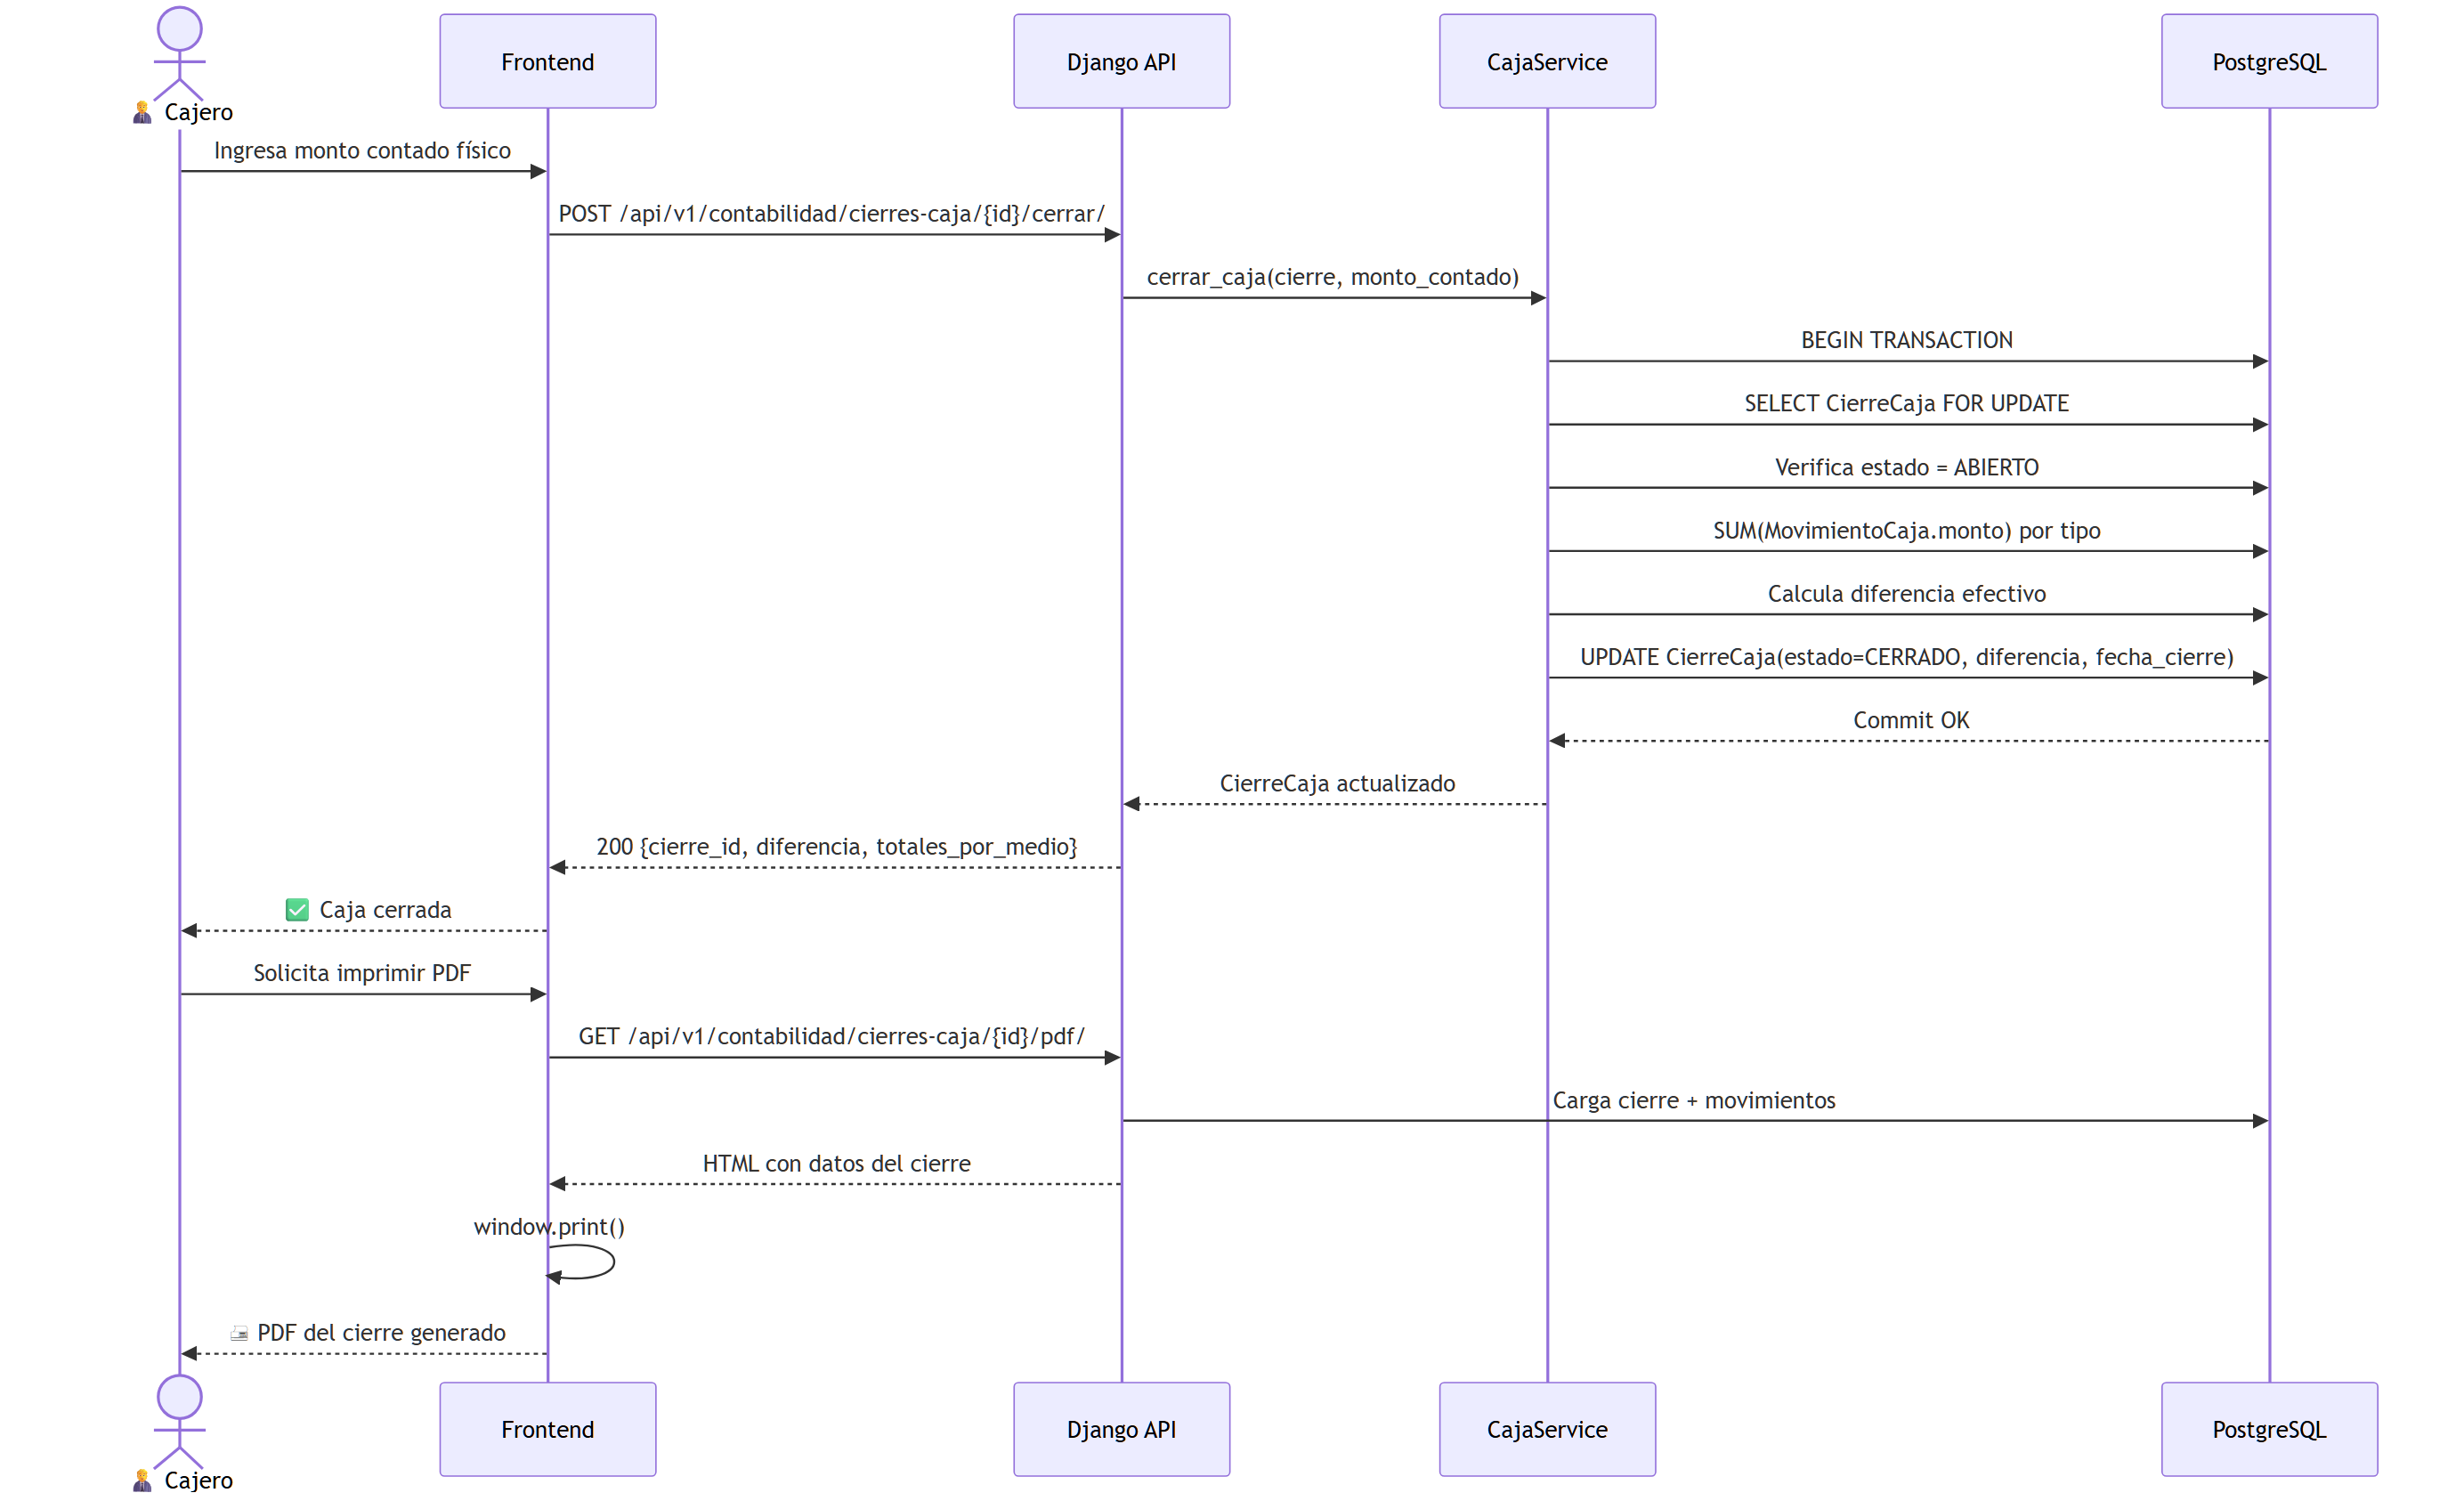 Frontend
Django API
CajaService
PostgreSQL
Cajero
Ingresa monto contado físico
POST /api/v1/contabilidad/cierres-caja/{id}/cerrar/
cerrar_caja(cierre, monto_contado)
BEGIN TRANSACTION
SELECT CierreCaja FOR UPDATE
Verifica estado = ABIERTO
SUM(MovimientoCaja.monto) por tipo
Calcula diferencia efectivo
UPDATE CierreCaja(estado=CERRADO, diferencia, fecha_cierre)
Commit OK
CierreCaja actualizado
200 {cierre_id, diferencia, totales_por_medio}
✅ Caja cerrada
Solicita imprimir PDF
GET /api/v1/contabilidad/cierres-caja/{id}/pdf/
Carga cierre + movimientos
HTML con datos del cierre
window.print()
PDF del cierre generado
Frontend
Django API
CajaService
PostgreSQL
Cajero